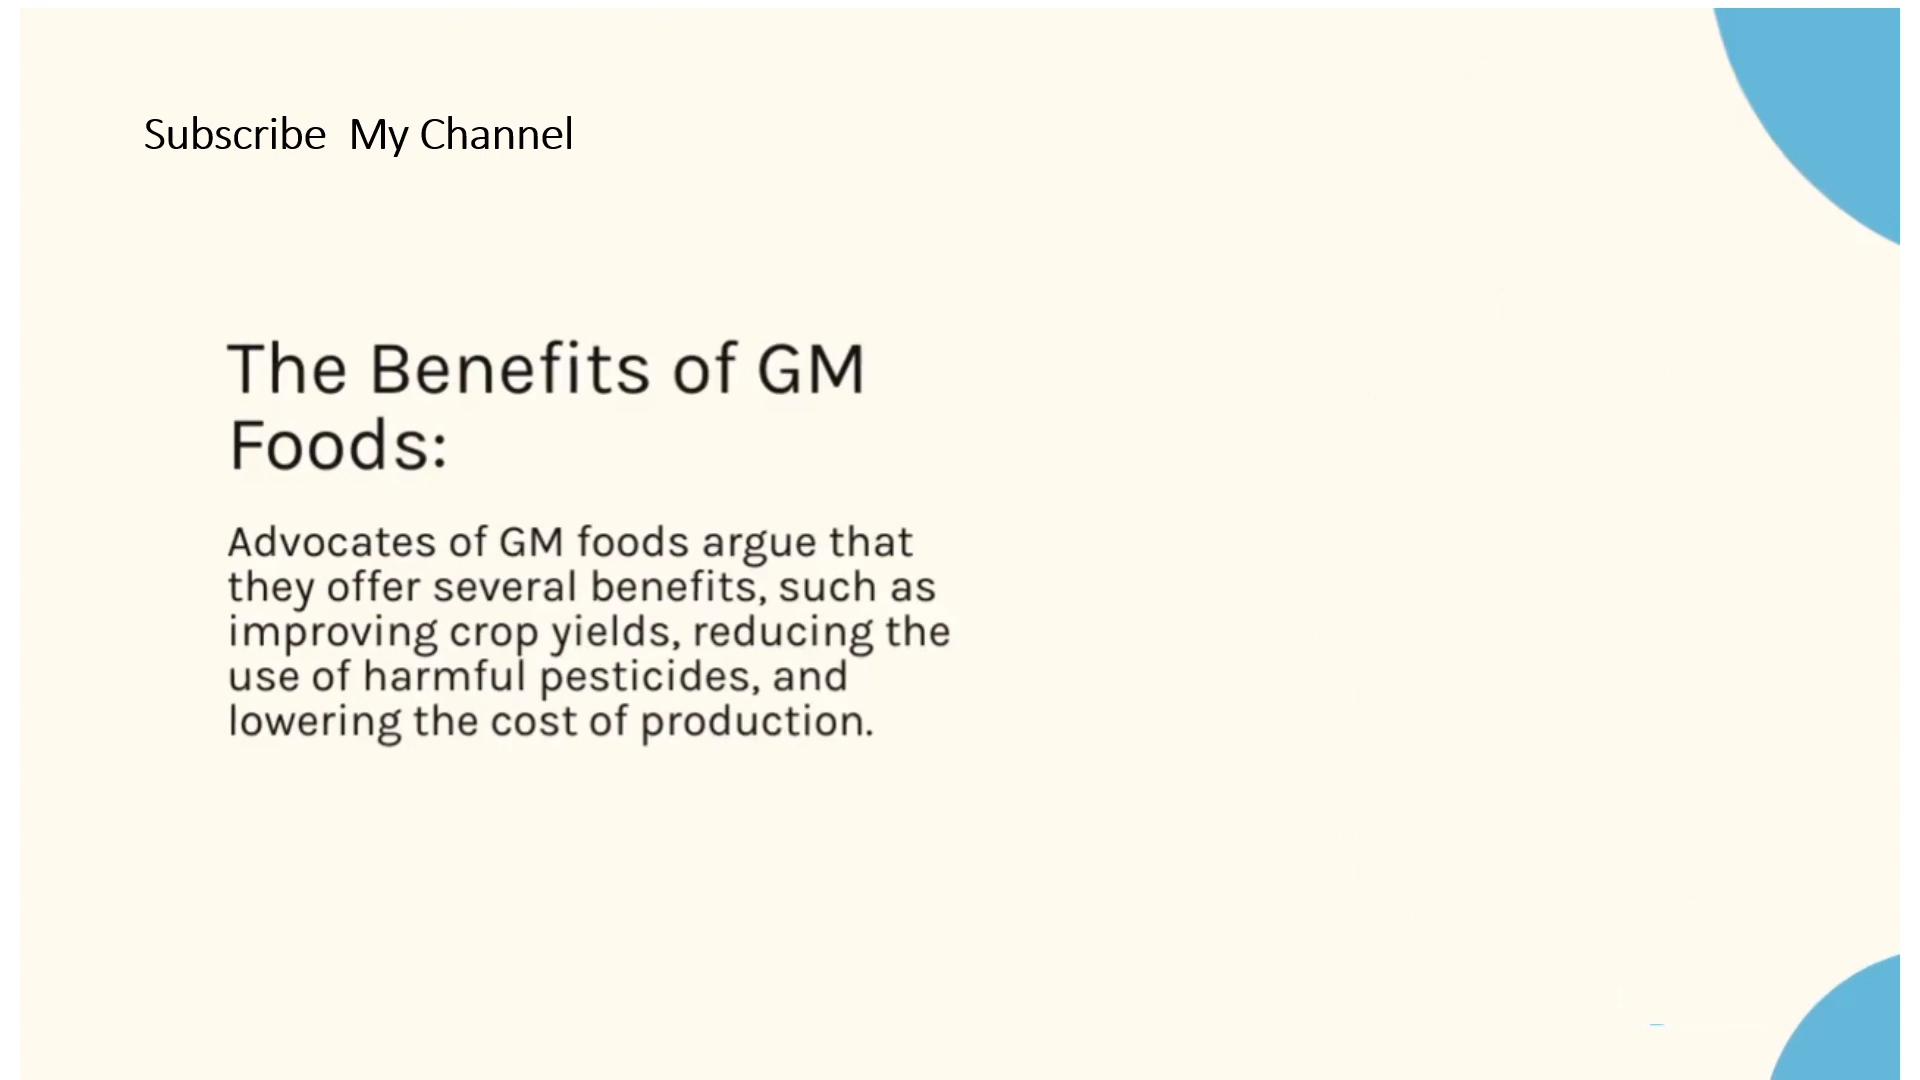 Subscribe  My Channel
The Benefits of GM
Foods:
Advocates of GM foods argue that
they offer several benefits, such as
improving crop yields, reducing the
use of harmful pesticides, and
lowering the cost of production.